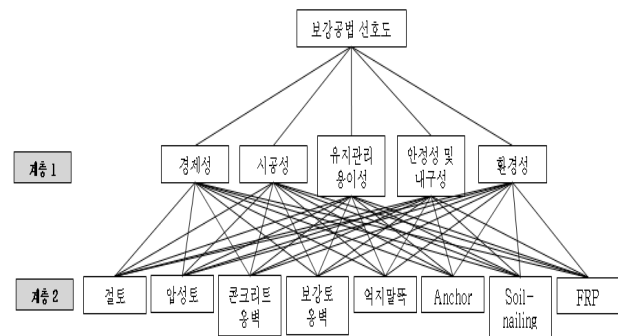 보강공법 선호도
계층 1
경제성
시공성
유지관리
용이성
안정성 및
내구성
환경성
계층 2
절토
압성토
콘크리트
옹벽
보강토
옹벽
억지말뚝
Anchor
Soil-
nailing
FRP